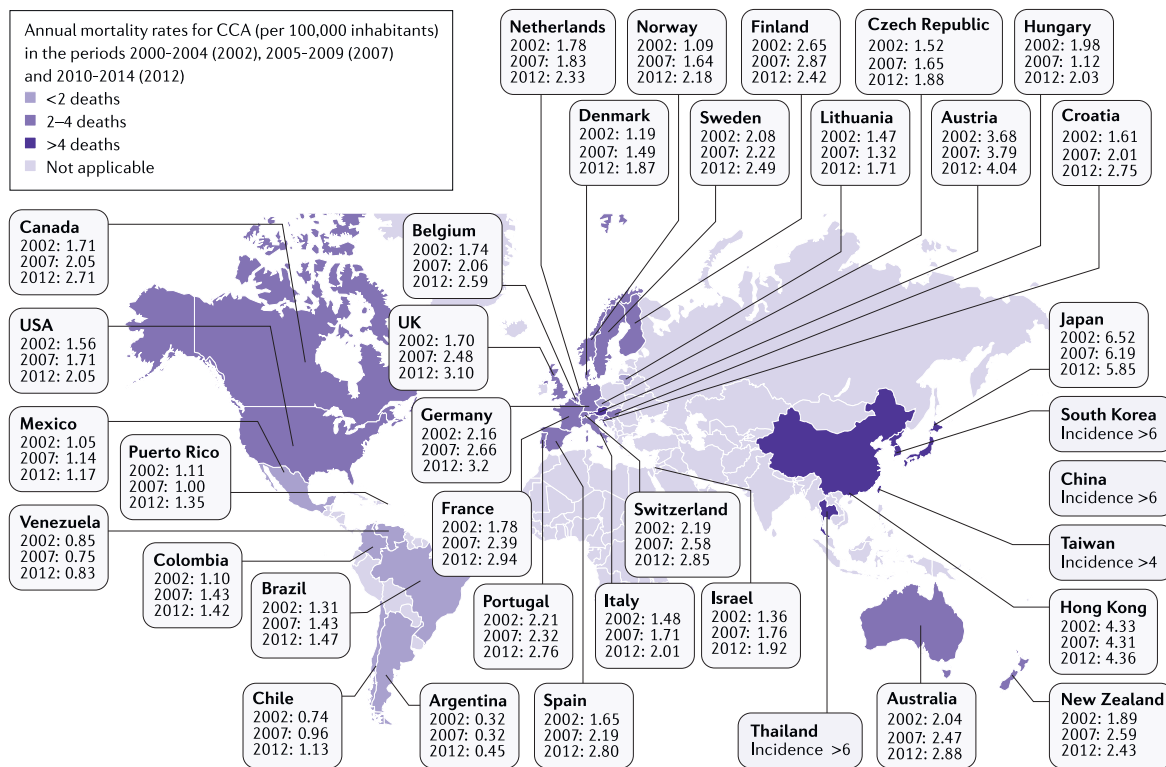 Annual mortality rates for CCA (per 100,000 inhabitants)
in the periods 2000-2004 (2002), 2005-2009 (2007)
and 2010-2014 (2012)
<2 deaths
2–4 deaths
>4 deaths
Not applicable
Netherlands
2002: 1.78
2007: 1.83
2012: 2.33
Norway
2002: 1.09
2007: 1.64
2012: 2.18
Finland
2002: 2.65
2007: 2.87
2012: 2.42
Czech Republic
2002: 1.52
2007: 1.65
2012: 1.88
Hungary
2002: 1.98
2007: 1.12
2012: 2.03
Denmark
2002: 1.19
2007: 1.49
2012: 1.87
Sweden
2002: 2.08
2007: 2.22
2012: 2.49
Lithuania
2002: 1.47
2007: 1.32
2012: 1.71
Austria
2002: 3.68
2007: 3.79
2012: 4.04
Croatia
2002: 1.61
2007: 2.01
2012: 2.75
Canada
2002: 1.71
2007: 2.05
2012: 2.71
Belgium
2002: 1.74
2007: 2.06
2012: 2.59
USA
2002: 1.56
2007: 1.71
2012: 2.05
UK
2002: 1.70
2007: 2.48
2012: 3.10
Japan
2002: 6.52
2007: 6.19
2012: 5.85
Mexico
2002: 1.05
2007: 1.14
2012: 1.17
Puerto Rico
2002: 1.11
2007: 1.00
2012: 1.35
Germany
2002: 2.16
2007: 2.66
2012: 3.2
South Korea
Incidence >6
China
Incidence >6
Venezuela
2002: 0.85
2007: 0.75
2012: 0.83
Colombia
2002: 1.10
2007: 1.43
2012: 1.42
France
2002: 1.78
2007: 2.39
2012: 2.94
Switzerland
2002: 2.19
2007: 2.58
2012: 2.85
Taiwan
Incidence >4
Brazil
2002: 1.31
2007: 1.43
2012: 1.47
Portugal
2002: 2.21
2007: 2.32
2012: 2.76
Italy
2002: 1.48
2007: 1.71
2012: 2.01
Israel
2002: 1.36
2007: 1.76
2012: 1.92
Hong Kong
2002: 4.33
2007: 4.31
2012: 4.36
Chile
2002: 0.74
2007: 0.96
2012: 1.13
Argentina
2002: 0.32
2007: 0.32
2012: 0.45
Spain
2002: 1.65
2007: 2.19
2012: 2.80
Thailand
Incidence >6
Australia
2002: 2.04
2007: 2.47
2012: 2.88
New Zealand
2002: 1.89
2007: 2.59
2012: 2.43